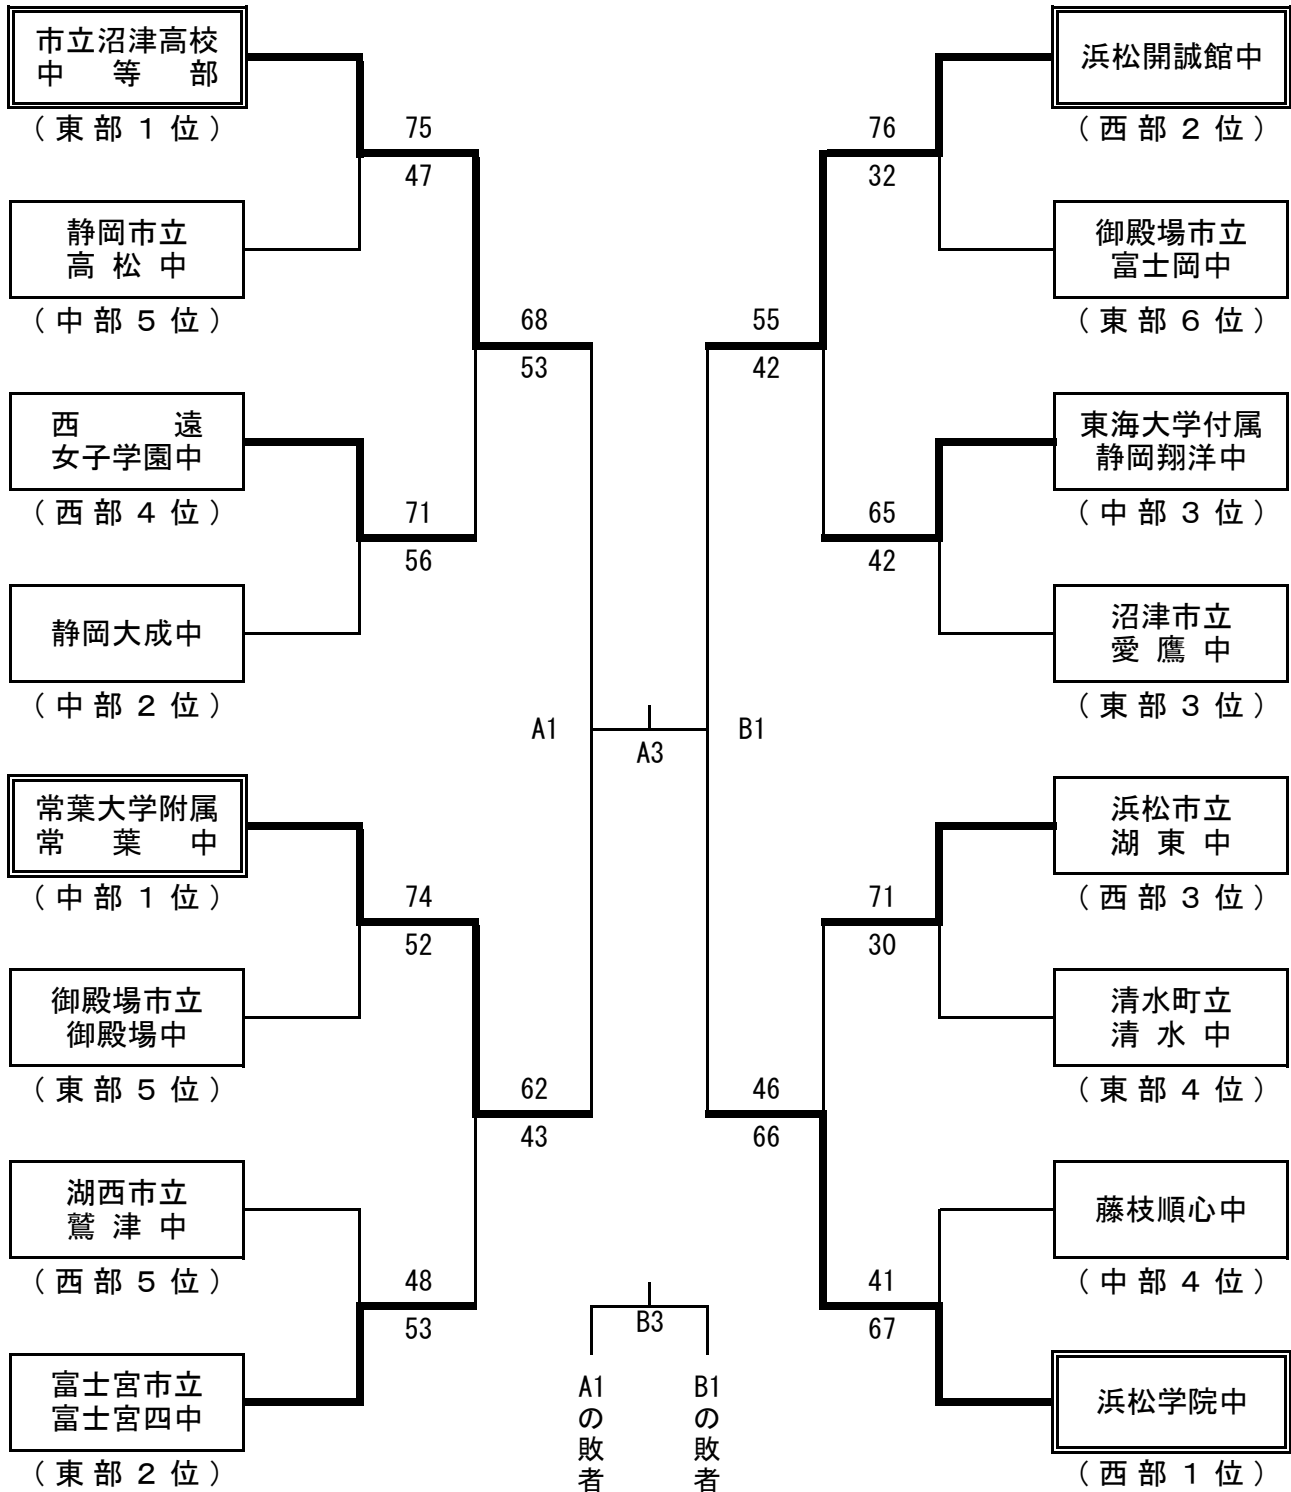 市立沼津高校
中等部
（東部１位）
75
47
静岡市立
高松中
（中部５位）
68
53
西遠
女子学園中
（西部４位）
71
56
静岡大成中
（中部２位）
常葉大学附属
常葉中
（中部１位）
74
52
御殿場市立
御殿場中
（東部５位）
62
43
湖西市立
鷲津中
（西部５位）
48
53
富士宮市立
富士宮四中
（東部２位）
A1
A3
B1
B3
A1の敗者
B1の敗者
浜松開誠館中
（西部２位）
76
32
御殿場市立
富士岡中
（東部６位）
55
42
東海大学付属
静岡翔洋中
（中部３位）
65
42
沼津市立
愛鷹中
（東部３位）
浜松市立
湖東中
（西部３位）
71
30
清水町立
清水中
（東部４位）
46
66
藤枝順心中
（中部４位）
41
67
浜松学院中
（西部１位）